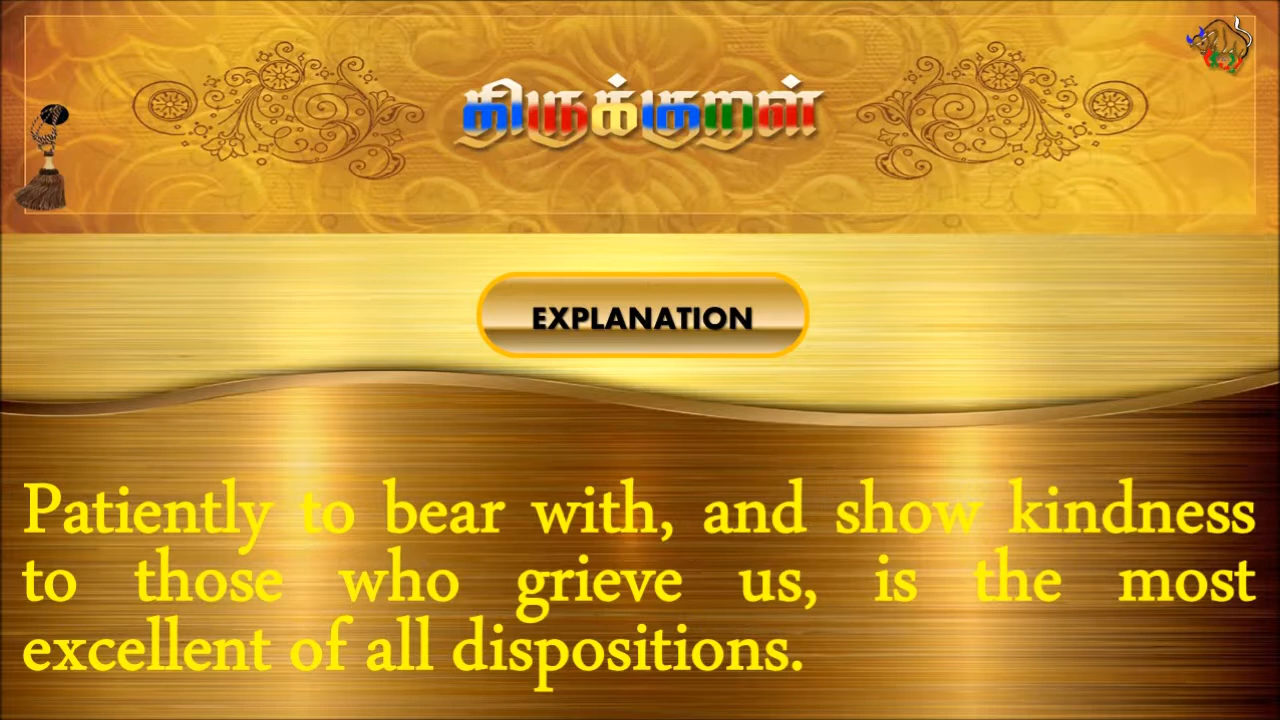 திருக்குறள்
EXPLANATION
Patiently to bear with, and show kindness
to those who grieve us, is the most
excellent of all dispositions.